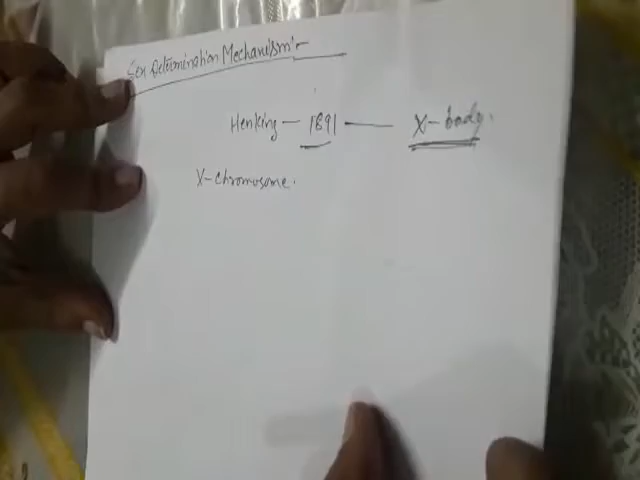 Sex Determination Mechanism:-
Henking — 1891 — X-body.
X-chromosome.